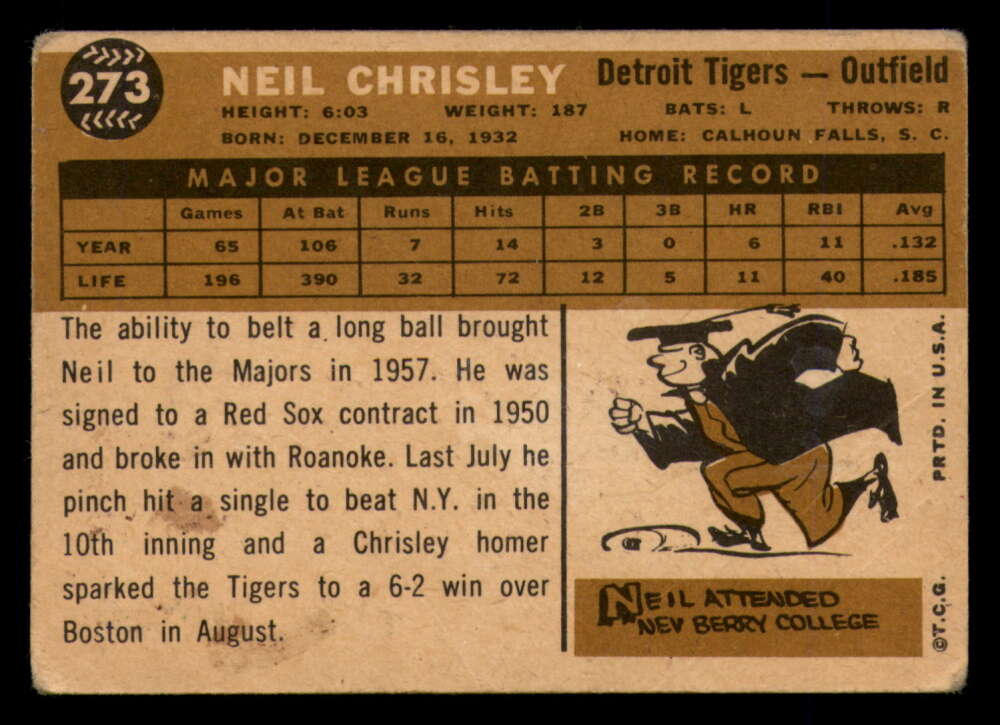 273
NEIL CHRISLEY Detroit Tigers — Outfield
HEIGHT: 6:03 WEIGHT: 187 BATS: L THROWS: R
BORN: DECEMBER 16, 1932 HOME: CALHOUN FALLS, S. C.
MAJOR LEAGUE BATTING RECORD
Games At Bat Runs Hits 2B 3B HR RBI Avg
YEAR 65 106 7 14 3 0 6 11 .132
LIFE 196 390 32 72 12 5 11 40 .185
The ability to belt a long ball brought
Neil to the Majors in 1957. He was
signed to a Red Sox contract in 1950
and broke in with Roanoke. Last July he
pinch hit a single to beat N.Y. in the
10th inning and a Chrisley homer
sparked the Tigers to a 6-2 win over
Boston in August.
NEIL ATTENDED
NEV BERRY COLLEGE
©T.C.G. PRTD. IN U.S.A.